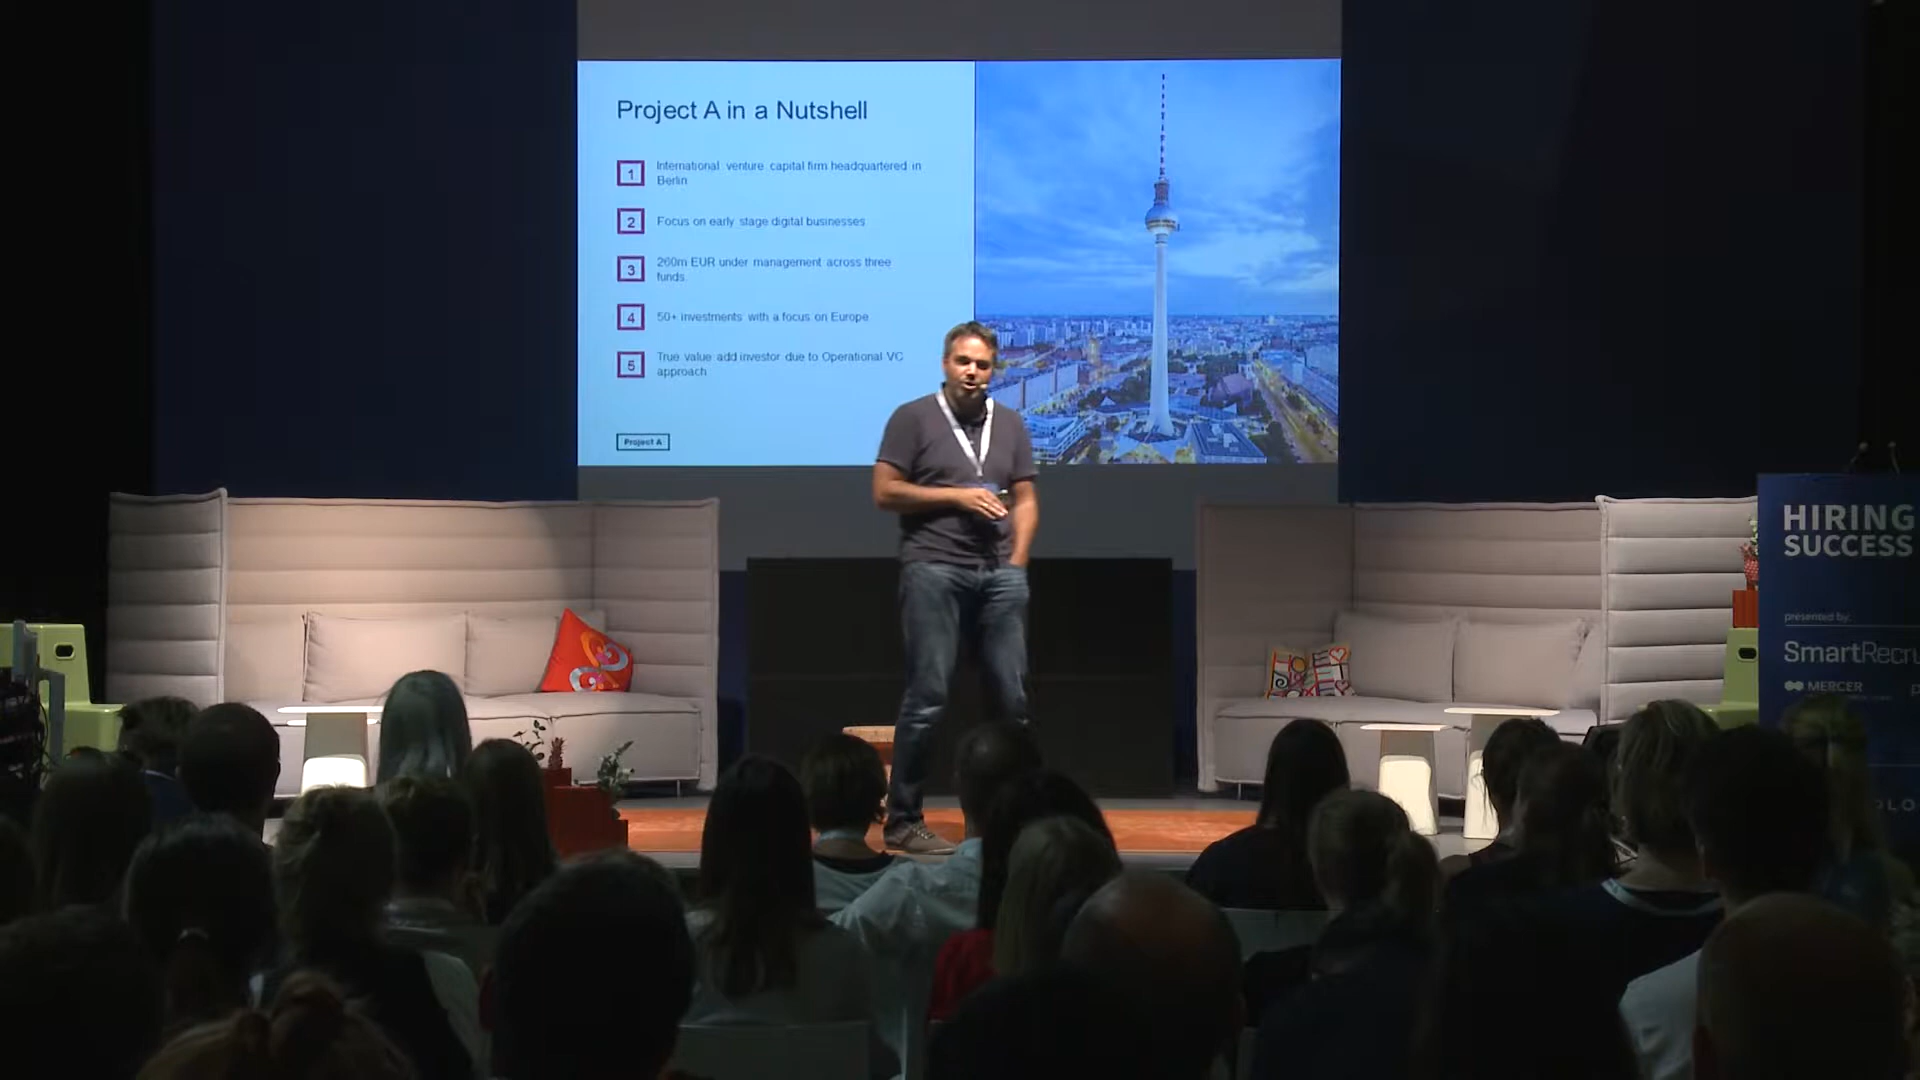 Project A in a Nutshell
1
International venture capital firm headquartered in
Berlin
2
Focus on early stage digital businesses
3
260m EUR under management across three
funds
4
50+ investments with a focus on Europe
5
True value add investor due to Operational VC
approach
Project A
HIRING
SUCCESS
presented by:
SmartRecru
MERCER